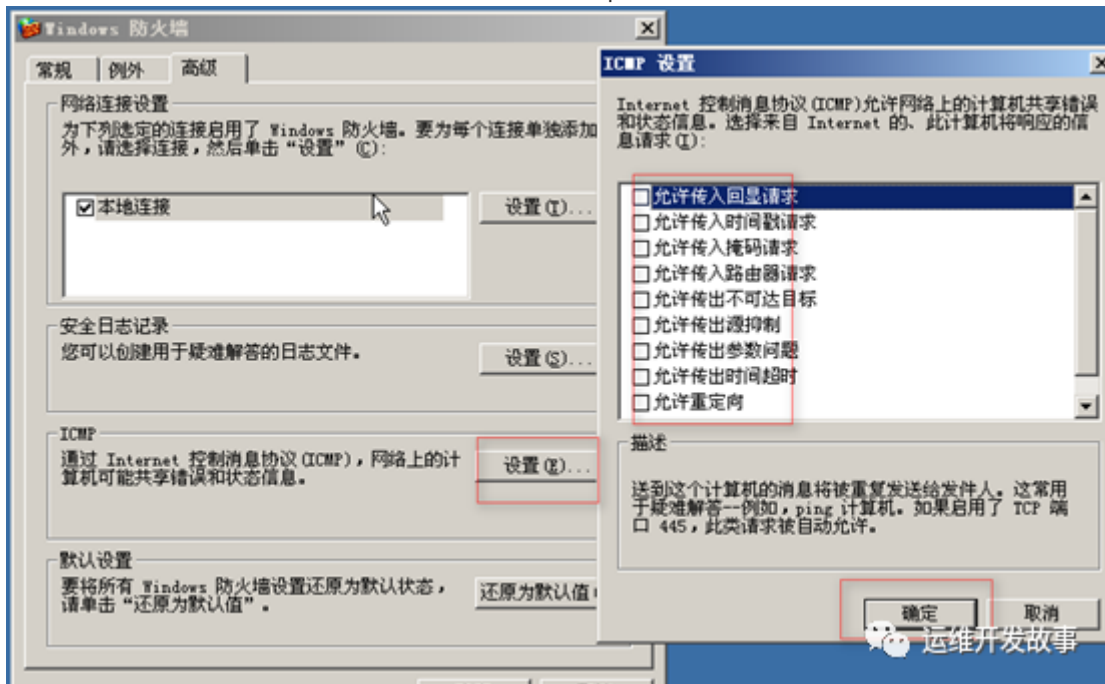 Windows 防火墙
常规 例外 高级
网络连接设置
为下列选定的连接启用了 Windows 防火墙。要为每个连接单独添加
外，请选择连接，然后单击“设置”(C):
本地连接
设置(T)...
安全日志记录
您可以创建用于疑难解答的日志文件。
设置(S)...
ICMP
通过 Internet 控制消息协议(ICMP)，网络上的计
算机可能共享错误和状态信息。
设置(E)...
默认设置
要将所有 Windows 防火墙设置还原为默认状态，
请单击“还原为默认值”。
还原为默认值
ICMP 设置
Internet 控制消息协议(ICMP)允许网络上的计算机共享错误
和状态信息。选择来自 Internet 的、此计算机将响应的信
息请求(I):
允许传入回显请求
允许传入时间戳请求
允许传入掩码请求
允许传入路由器请求
允许传出不可达目标
允许传出源抑制
允许传出参数问题
允许传出时间超时
允许重定向
描述
送到这个计算机的消息将被重复发送给发件人。这常用
于疑难解答--例如，ping 计算机。如果启用了 TCP 端
口 445，此类请求被自动允许。
确定
取消
运维开发故事